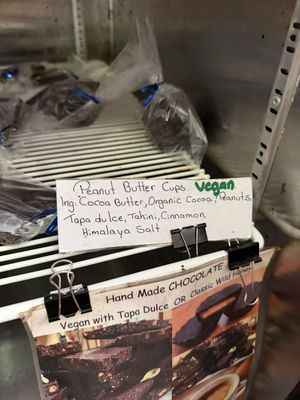 Peanut Butter Cups Vegan
Ing: Cocoa Butter, Organic Cocoa, Peanuts,
Tapa dulce, Tahini, Cinnamon,
Himalaya Salt
Hand Made CHOCOLATE
Vegan with Tapa Dulce OR Classic Wild Honey